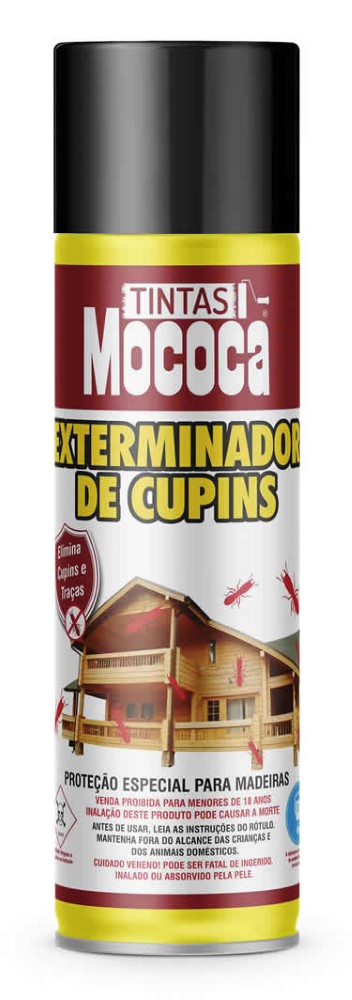 TINTAS
Mococa
®
EXTERMINADOR
DE CUPINS
Elimina
Cupins e
Traças
PROTEÇÃO ESPECIAL PARA MADEIRAS
VENDA PROIBIDA PARA MENORES DE 18 ANOS
INALAÇÃO DESTE PRODUTO PODE CAUSAR A MORTE
ANTES DE USAR, LEIA AS INSTRUÇÕES DO RÓTULO.
MANTENHA FORA DO ALCANCE DAS CRIANÇAS E
DOS ANIMAIS DOMÉSTICOS.
CUIDADO VENENO! PODE SER FATAL DE INGERIDO.
INALADO OU ABSORVIDO PELA PELE.